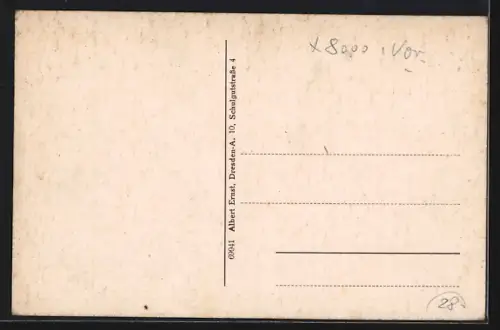 x 8000, Vor
69941 Albert Ernst, Dresden-A. 10, Schulgutstraße 4
28.